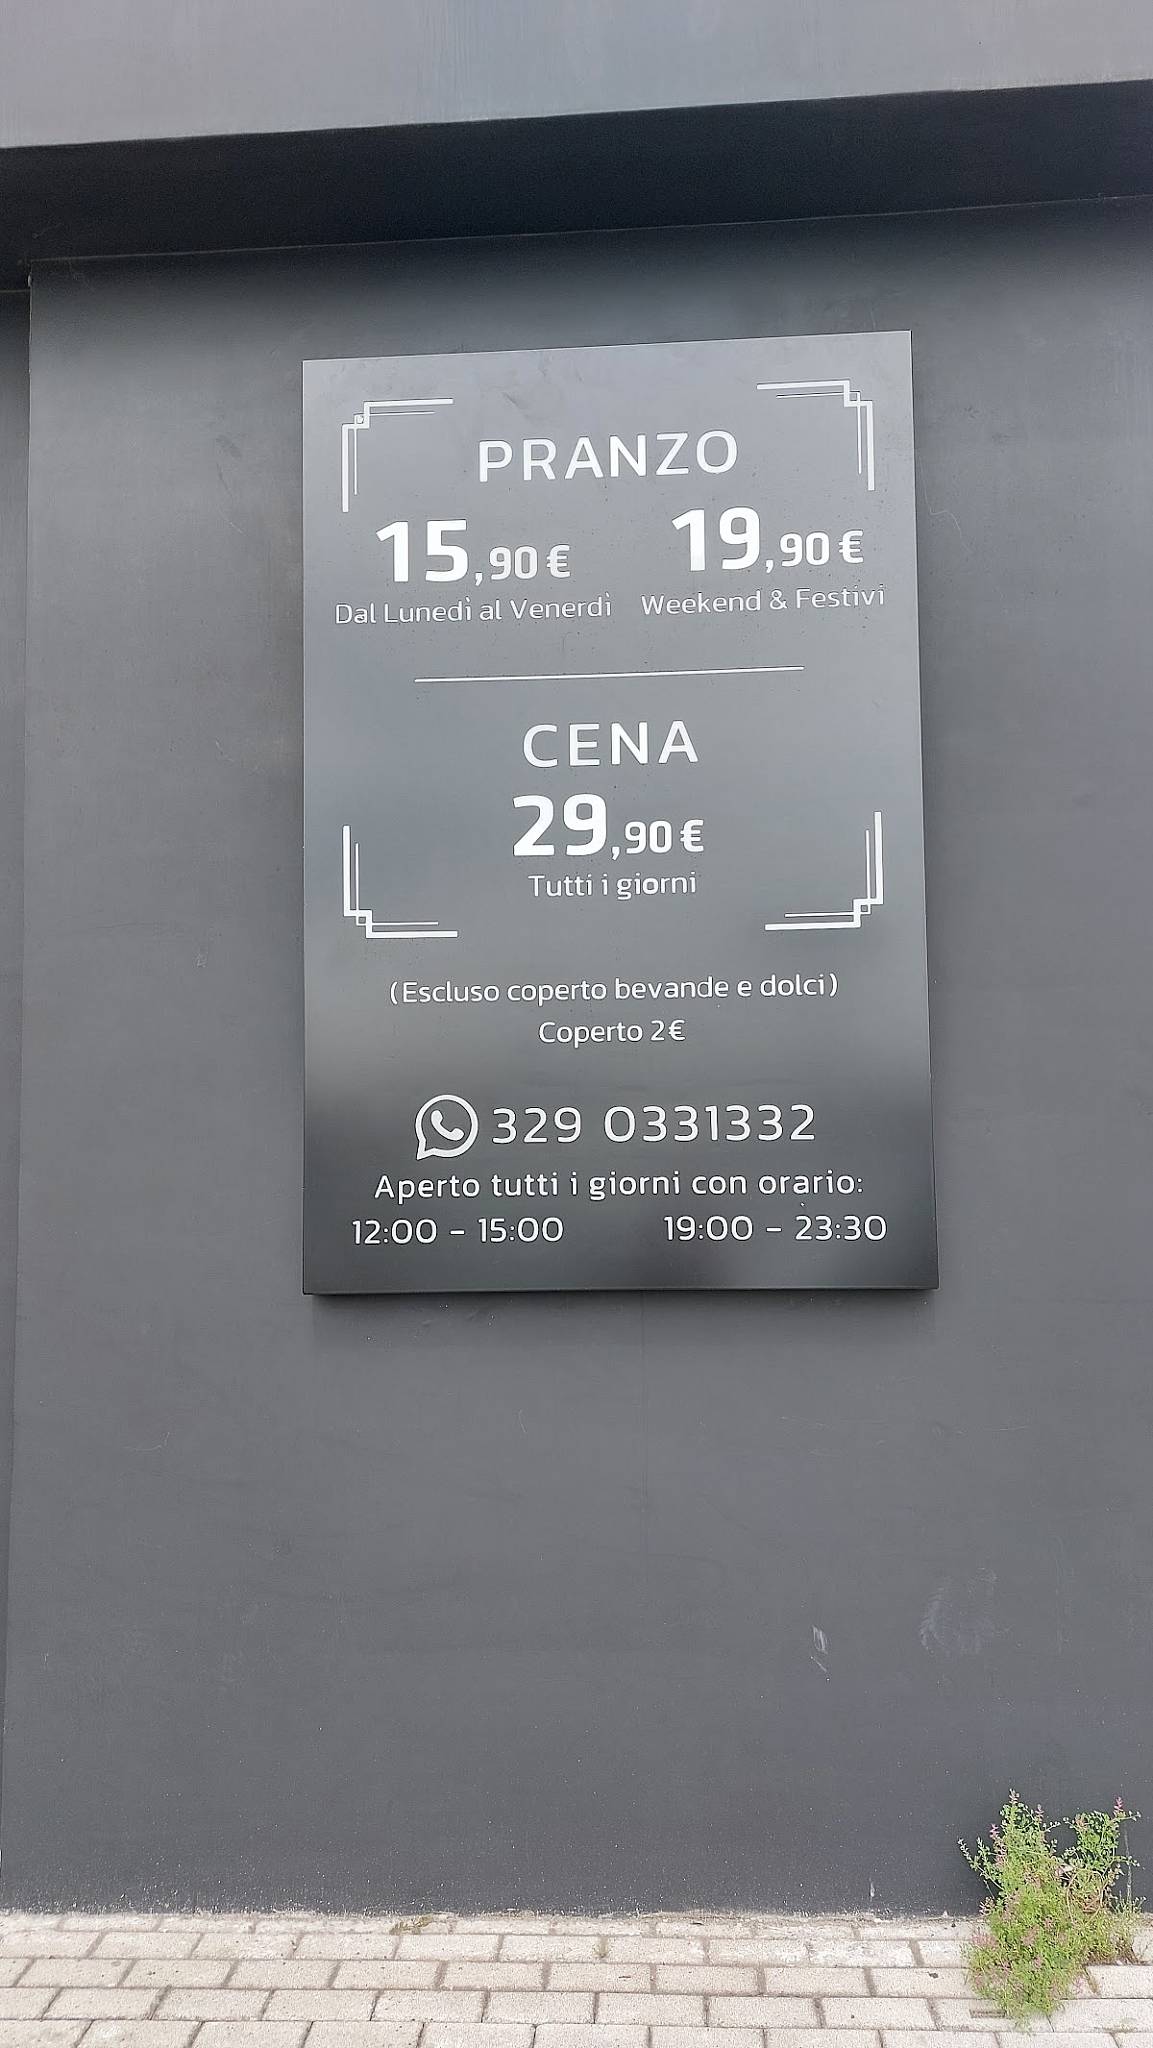 PRANZO
15,90€ 19,90€
Dal Lunedì al Venerdì Weekend & Festivi
CENA
29,90€
Tutti i giorni
(Escluso coperto bevande e dolci)
Coperto 2€
329 0331332
Aperto tutti i giorni con orario:
12:00 - 15:00 19:00 - 23:30